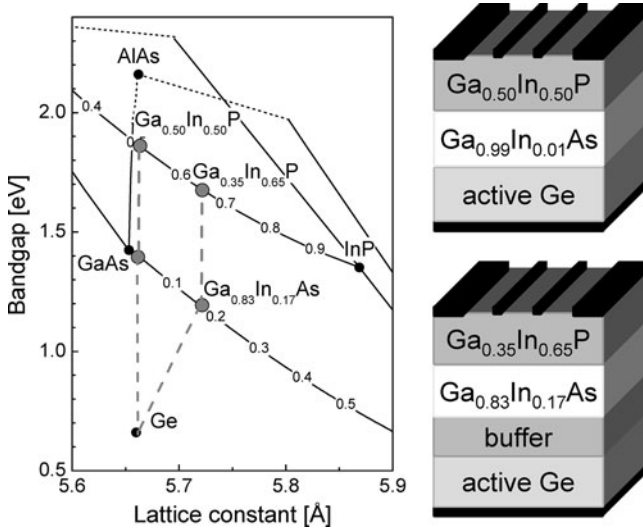 Bandgap [eV]
2.0
1.5
1.0
0.5
5.6
5.7
5.8
5.9
Lattice constant [Å]
AlAs
0.4
Ga₀.₅₀In₀.₅₀P
0.6
Ga₀.₃₅In₀.₆₅P
0.7
0.8
0.9
InP
GaAs
0.1
Ga₀.₈₃In₀.₁₇As
0.2
0.3
0.4
0.5
Ge
Ga₀.₅₀In₀.₅₀P
Ga₀.₉₉In₀.₀₁As
active Ge
Ga₀.₃₅In₀.₆₅P
Ga₀.₈₃In₀.₁₇As
buffer
active Ge